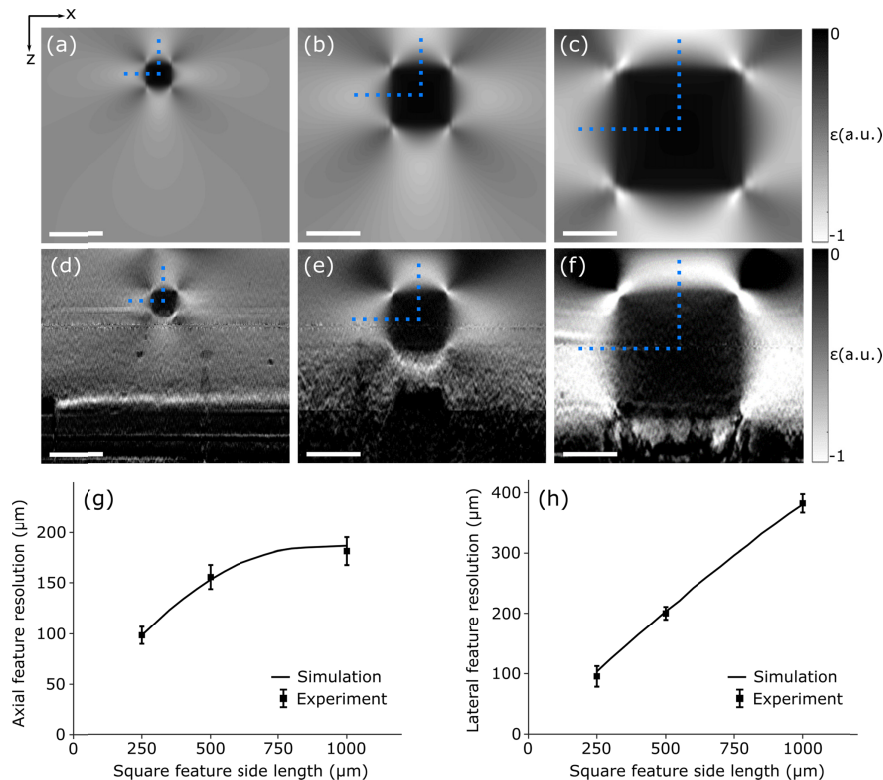 x
z
(a)
(b)
(c)
0
ε(a.u.)
-1
(d)
(e)
(f)
0
ε(a.u.)
-1
(g)
Axial feature resolution (µm)
200
150
100
50
0
0
250
500
750
1000
Simulation
Experiment
Square feature side length (µm)
(h)
Lateral feature resolution (µm)
400
300
200
100
0
0
250
500
750
1000
Simulation
Experiment
Square feature side length (µm)